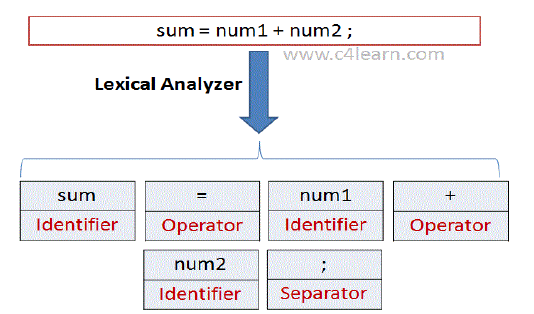 sum = num1 + num2 ;
www.c4learn.com
Lexical Analyzer
sum = num1 +
Identifier Operator Identifier Operator
num2 ;
Identifier Separator